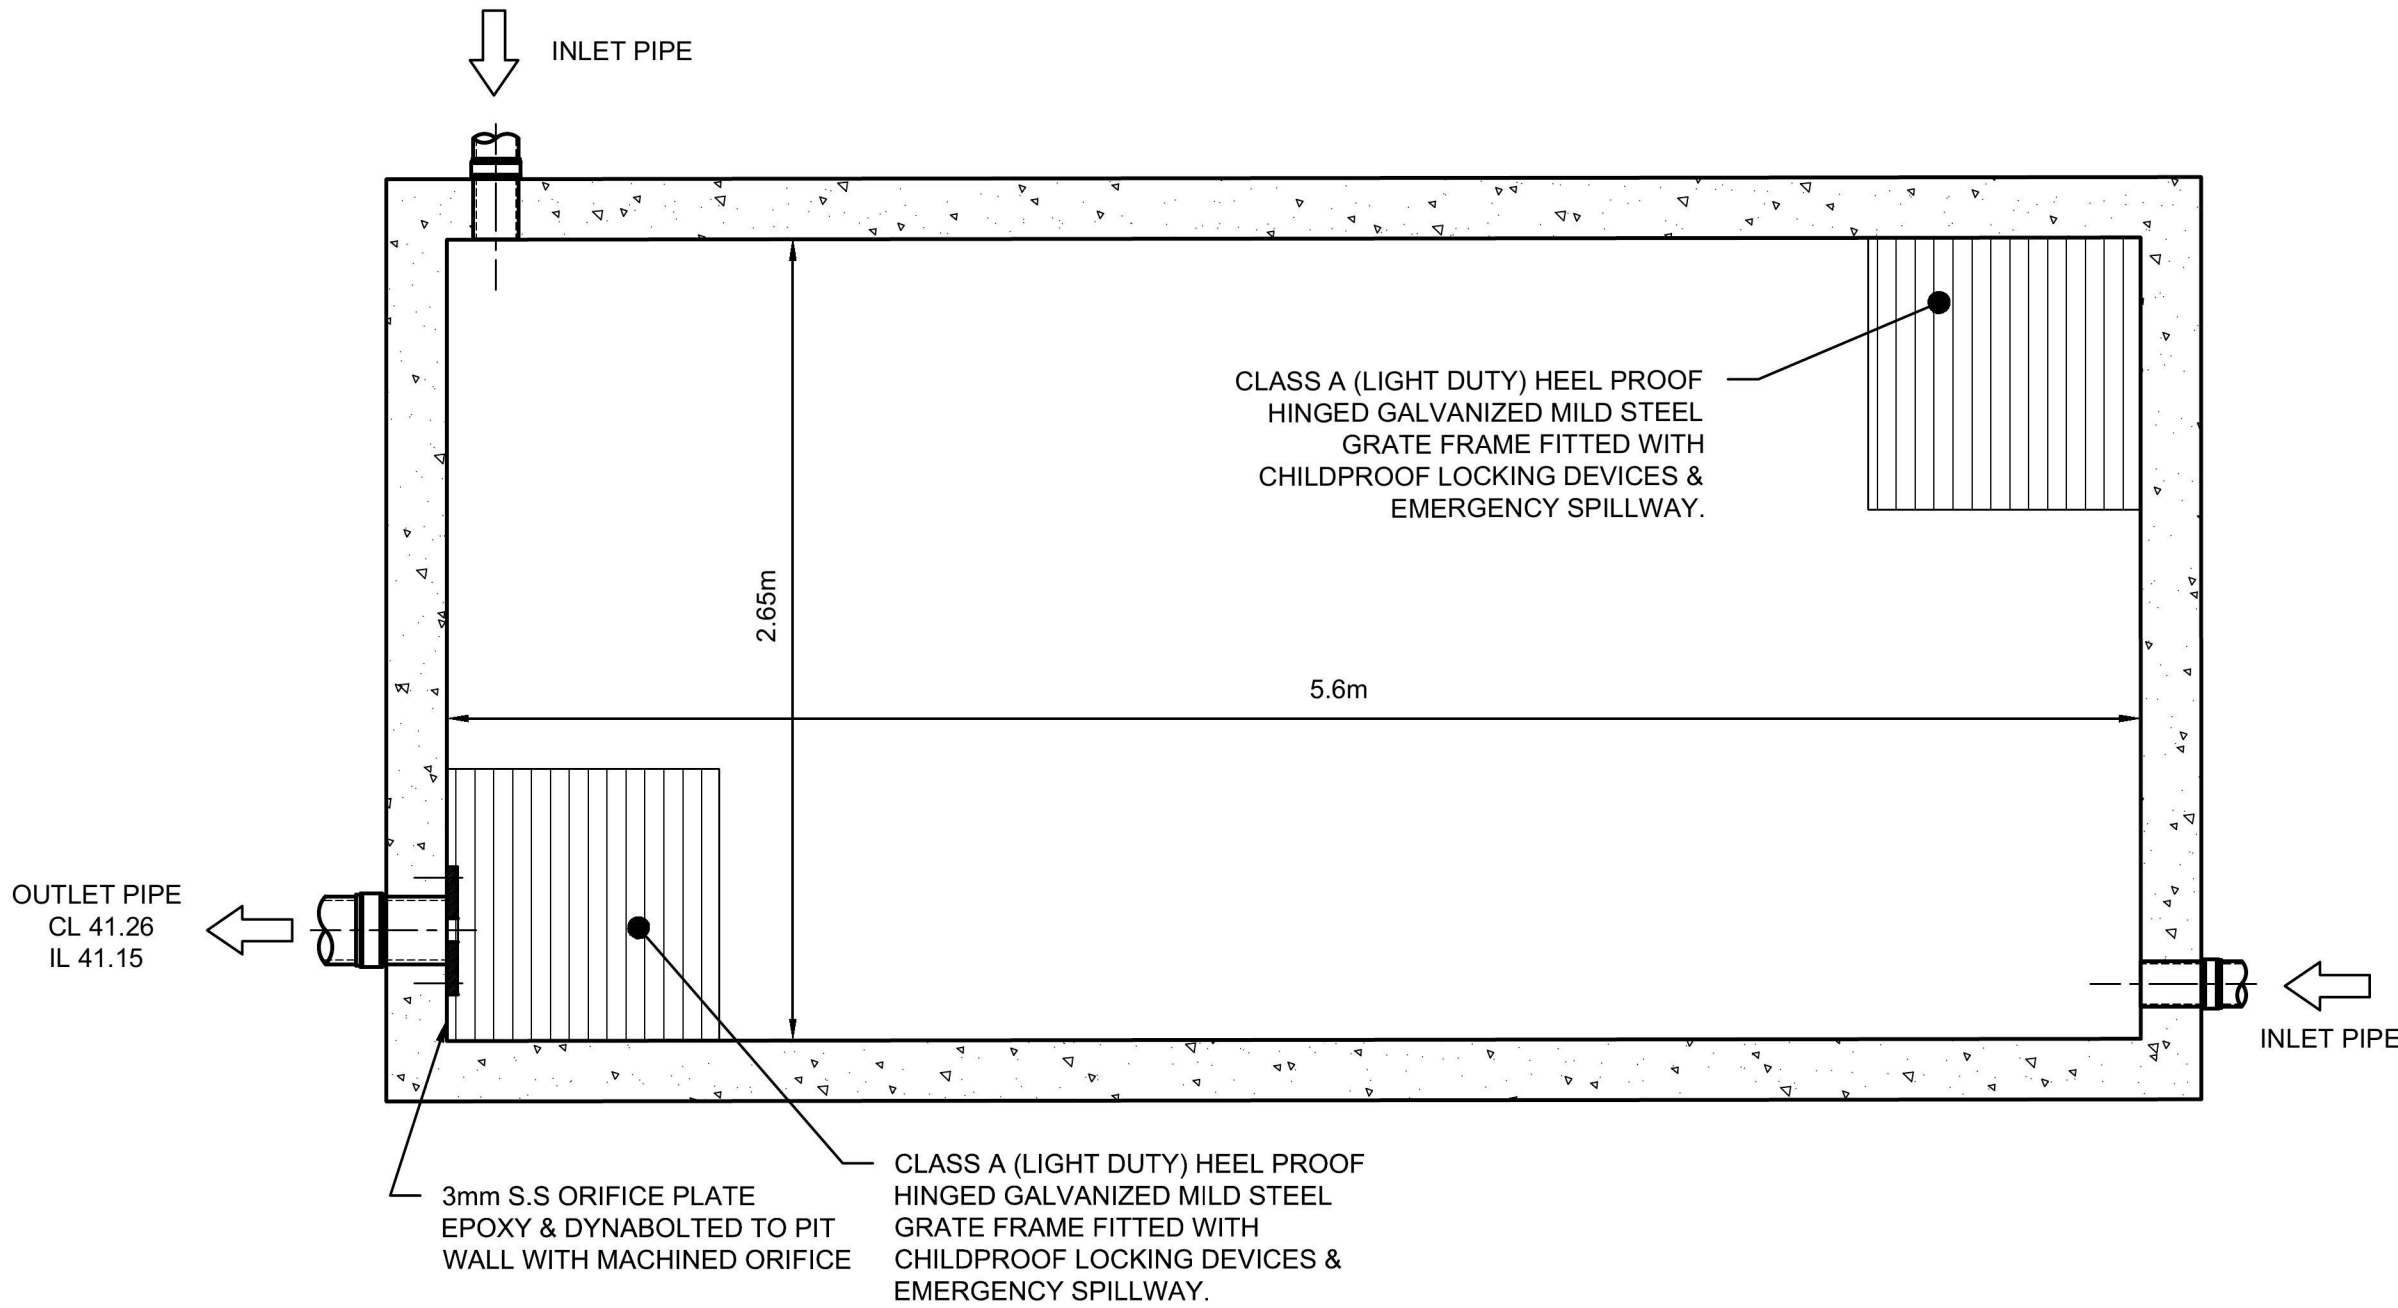 INLET PIPE
CLASS A (LIGHT DUTY) HEEL PROOF
HINGED GALVANIZED MILD STEEL
GRATE FRAME FITTED WITH
CHILDPROOF LOCKING DEVICES &
EMERGENCY SPILLWAY.
2.65m
5.6m
OUTLET PIPE
CL 41.26
IL 41.15
INLET PIPE
3mm S.S ORIFICE PLATE
EPOXY & DYNABOLTED TO PIT
WALL WITH MACHINED ORIFICE
CLASS A (LIGHT DUTY) HEEL PROOF
HINGED GALVANIZED MILD STEEL
GRATE FRAME FITTED WITH
CHILDPROOF LOCKING DEVICES &
EMERGENCY SPILLWAY.